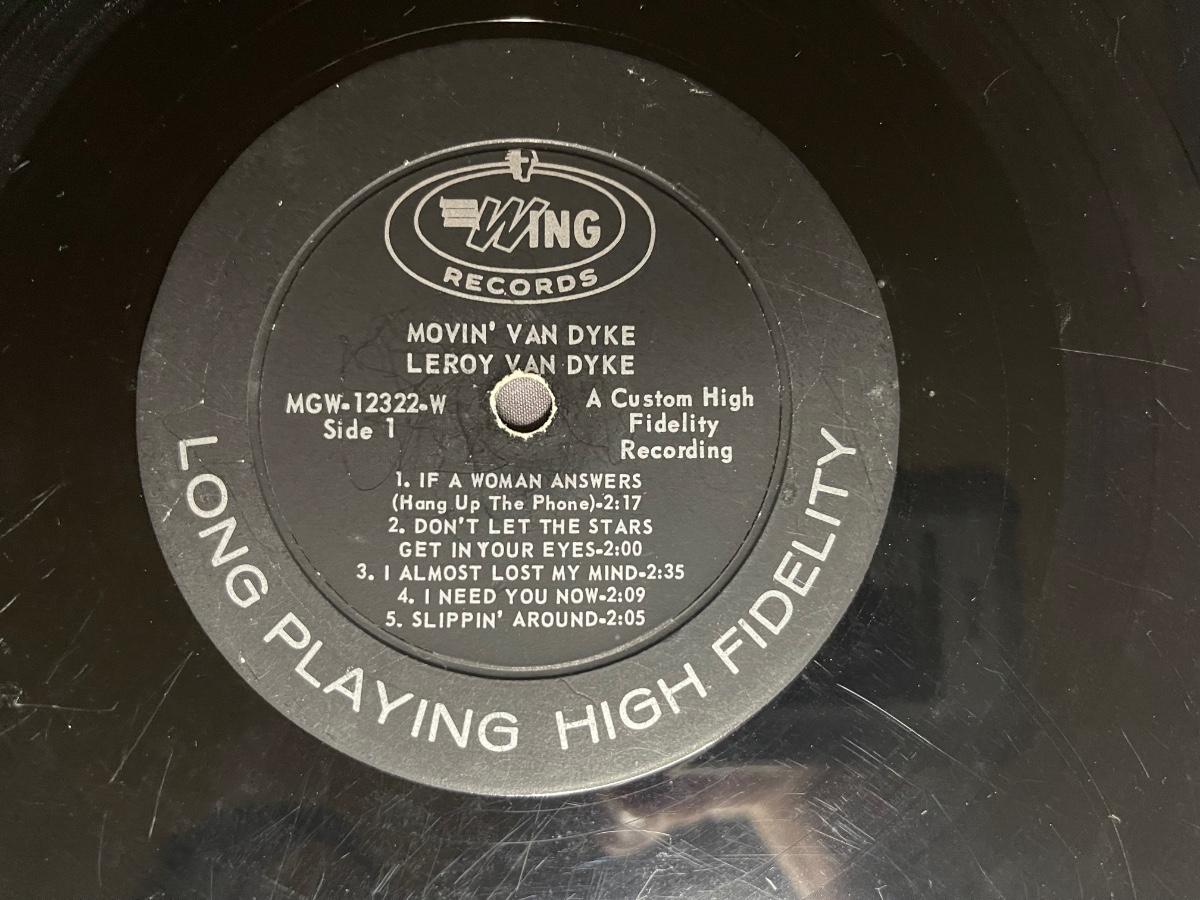 WING
RECORDS
MOVIN' VAN DYKE
LEROY VAN DYKE
MGW-12322-W
Side 1
A Custom High
Fidelity
Recording
1. IF A WOMAN ANSWERS
(Hang Up The Phone)-2:17
2. DON'T LET THE STARS
GET IN YOUR EYES-2:00
3. I ALMOST LOST MY MIND-2:35
4. I NEED YOU NOW-2:09
5. SLIPPIN' AROUND-2:05
LONG PLAYING HIGH FIDELITY